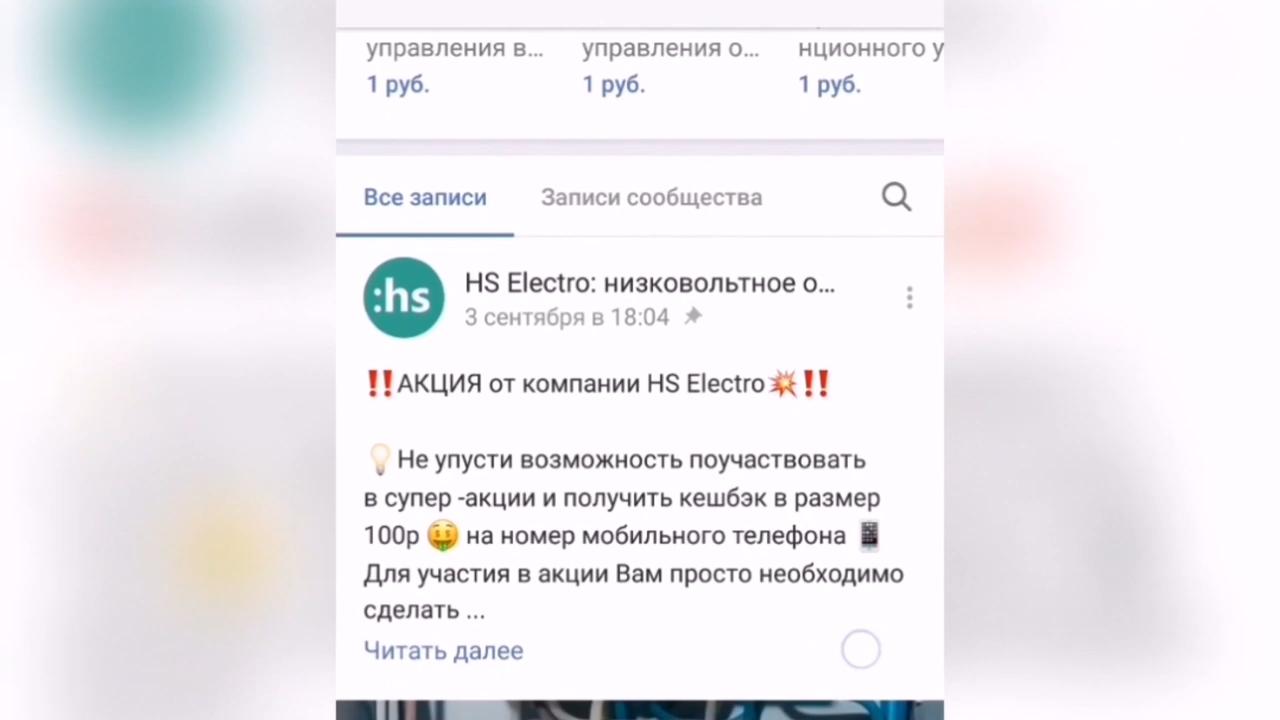 управления в...
управления о...
нционного у
1 руб.
1 руб.
1 руб.
Все записи
Записи сообщества
:hs
HS Electro: низковольтное о...
3 сентября в 18:04
‼️АКЦИЯ от компании HS Electro💥‼️
💡Не упусти возможность поучаствовать
в супер -акции и получить кешбэк в размер
100р 🤑 на номер мобильного телефона 📱
Для участия в акции Вам просто необходимо
сделать ...
Читать далее